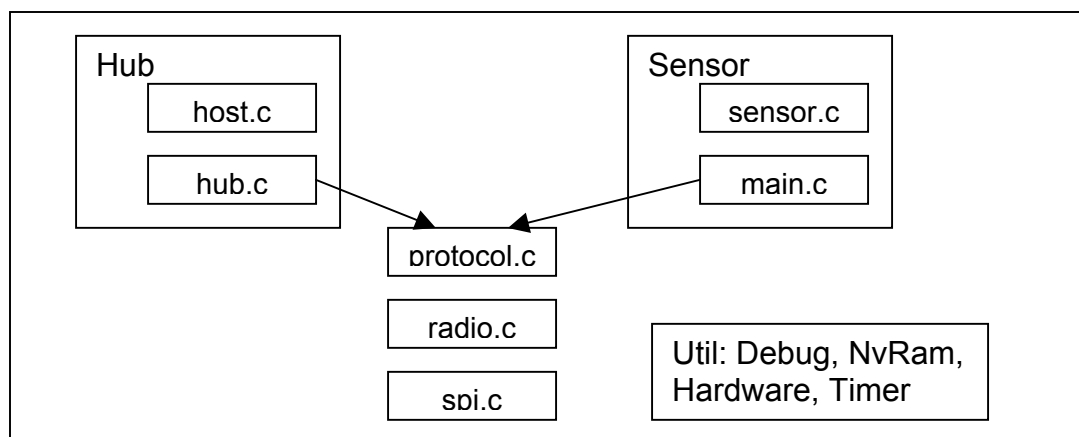 Hub
host.c
hub.c
Sensor
sensor.c
main.c
protocol.c
radio.c
spi.c
Util: Debug, NvRam,
Hardware, Timer